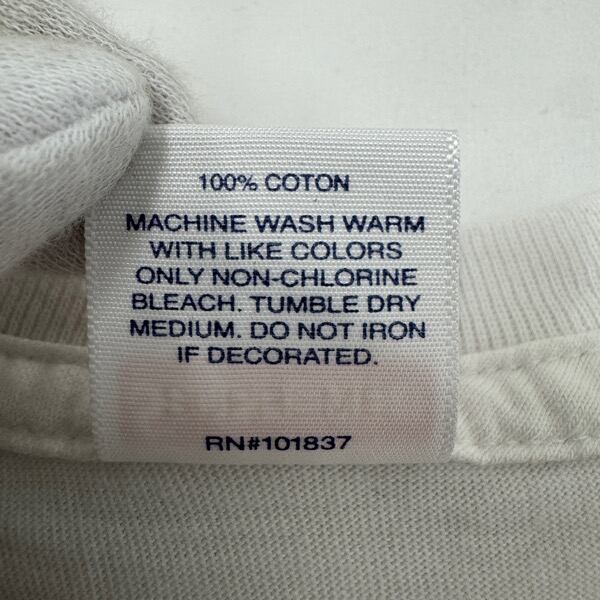 100% COTON
MACHINE WASH WARM
WITH LIKE COLORS
ONLY NON-CHLORINE
BLEACH. TUMBLE DRY
MEDIUM. DO NOT IRON
IF DECORATED.
RN#101837